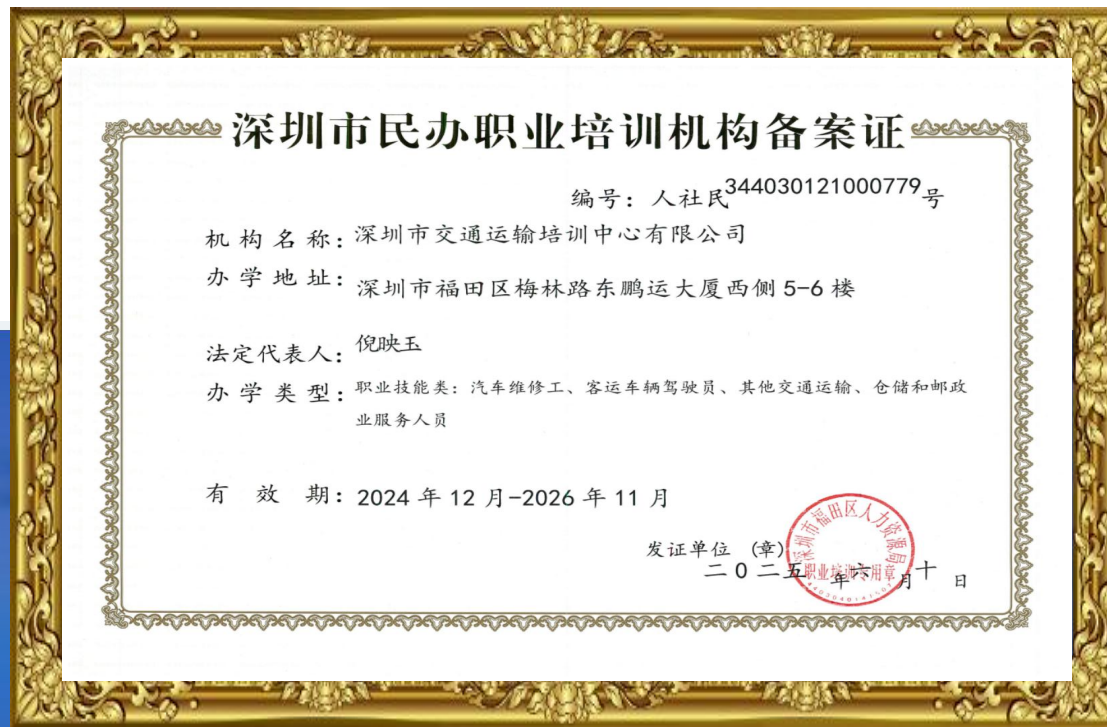 深圳市民办职业培训机构备案证
编号：人社民344030121000779号
机构名称：深圳市交通运输培训中心有限公司
办学地址：深圳市福田区梅林路东鹏运大厦西侧5-6楼
法定代表人：倪映玉
办学类型：职业技能类：汽车维修工、客运车辆驾驶员、其他交通运输、仓储和邮政
业服务人员
有效期：2024年12月-2026年11月
发证单位（章）
二0二五年六月十日
深圳市福田区人力资源局
职业培训专用章